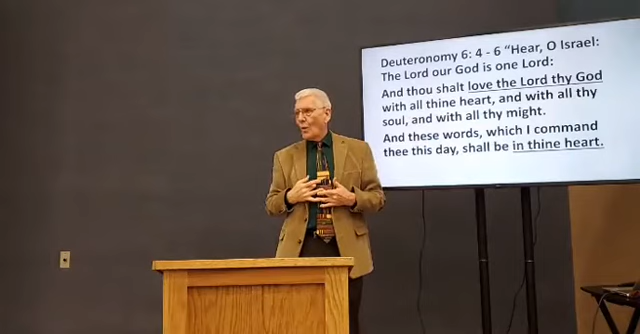 Deuteronomy 6: 4 - 6 "Hear, O Israel:
The Lord our God is one Lord:
And thou shalt love the Lord thy God
with all thine heart, and with all thy
soul, and with all thy might.
And these words, which I command
thee this day, shall be in thine heart.